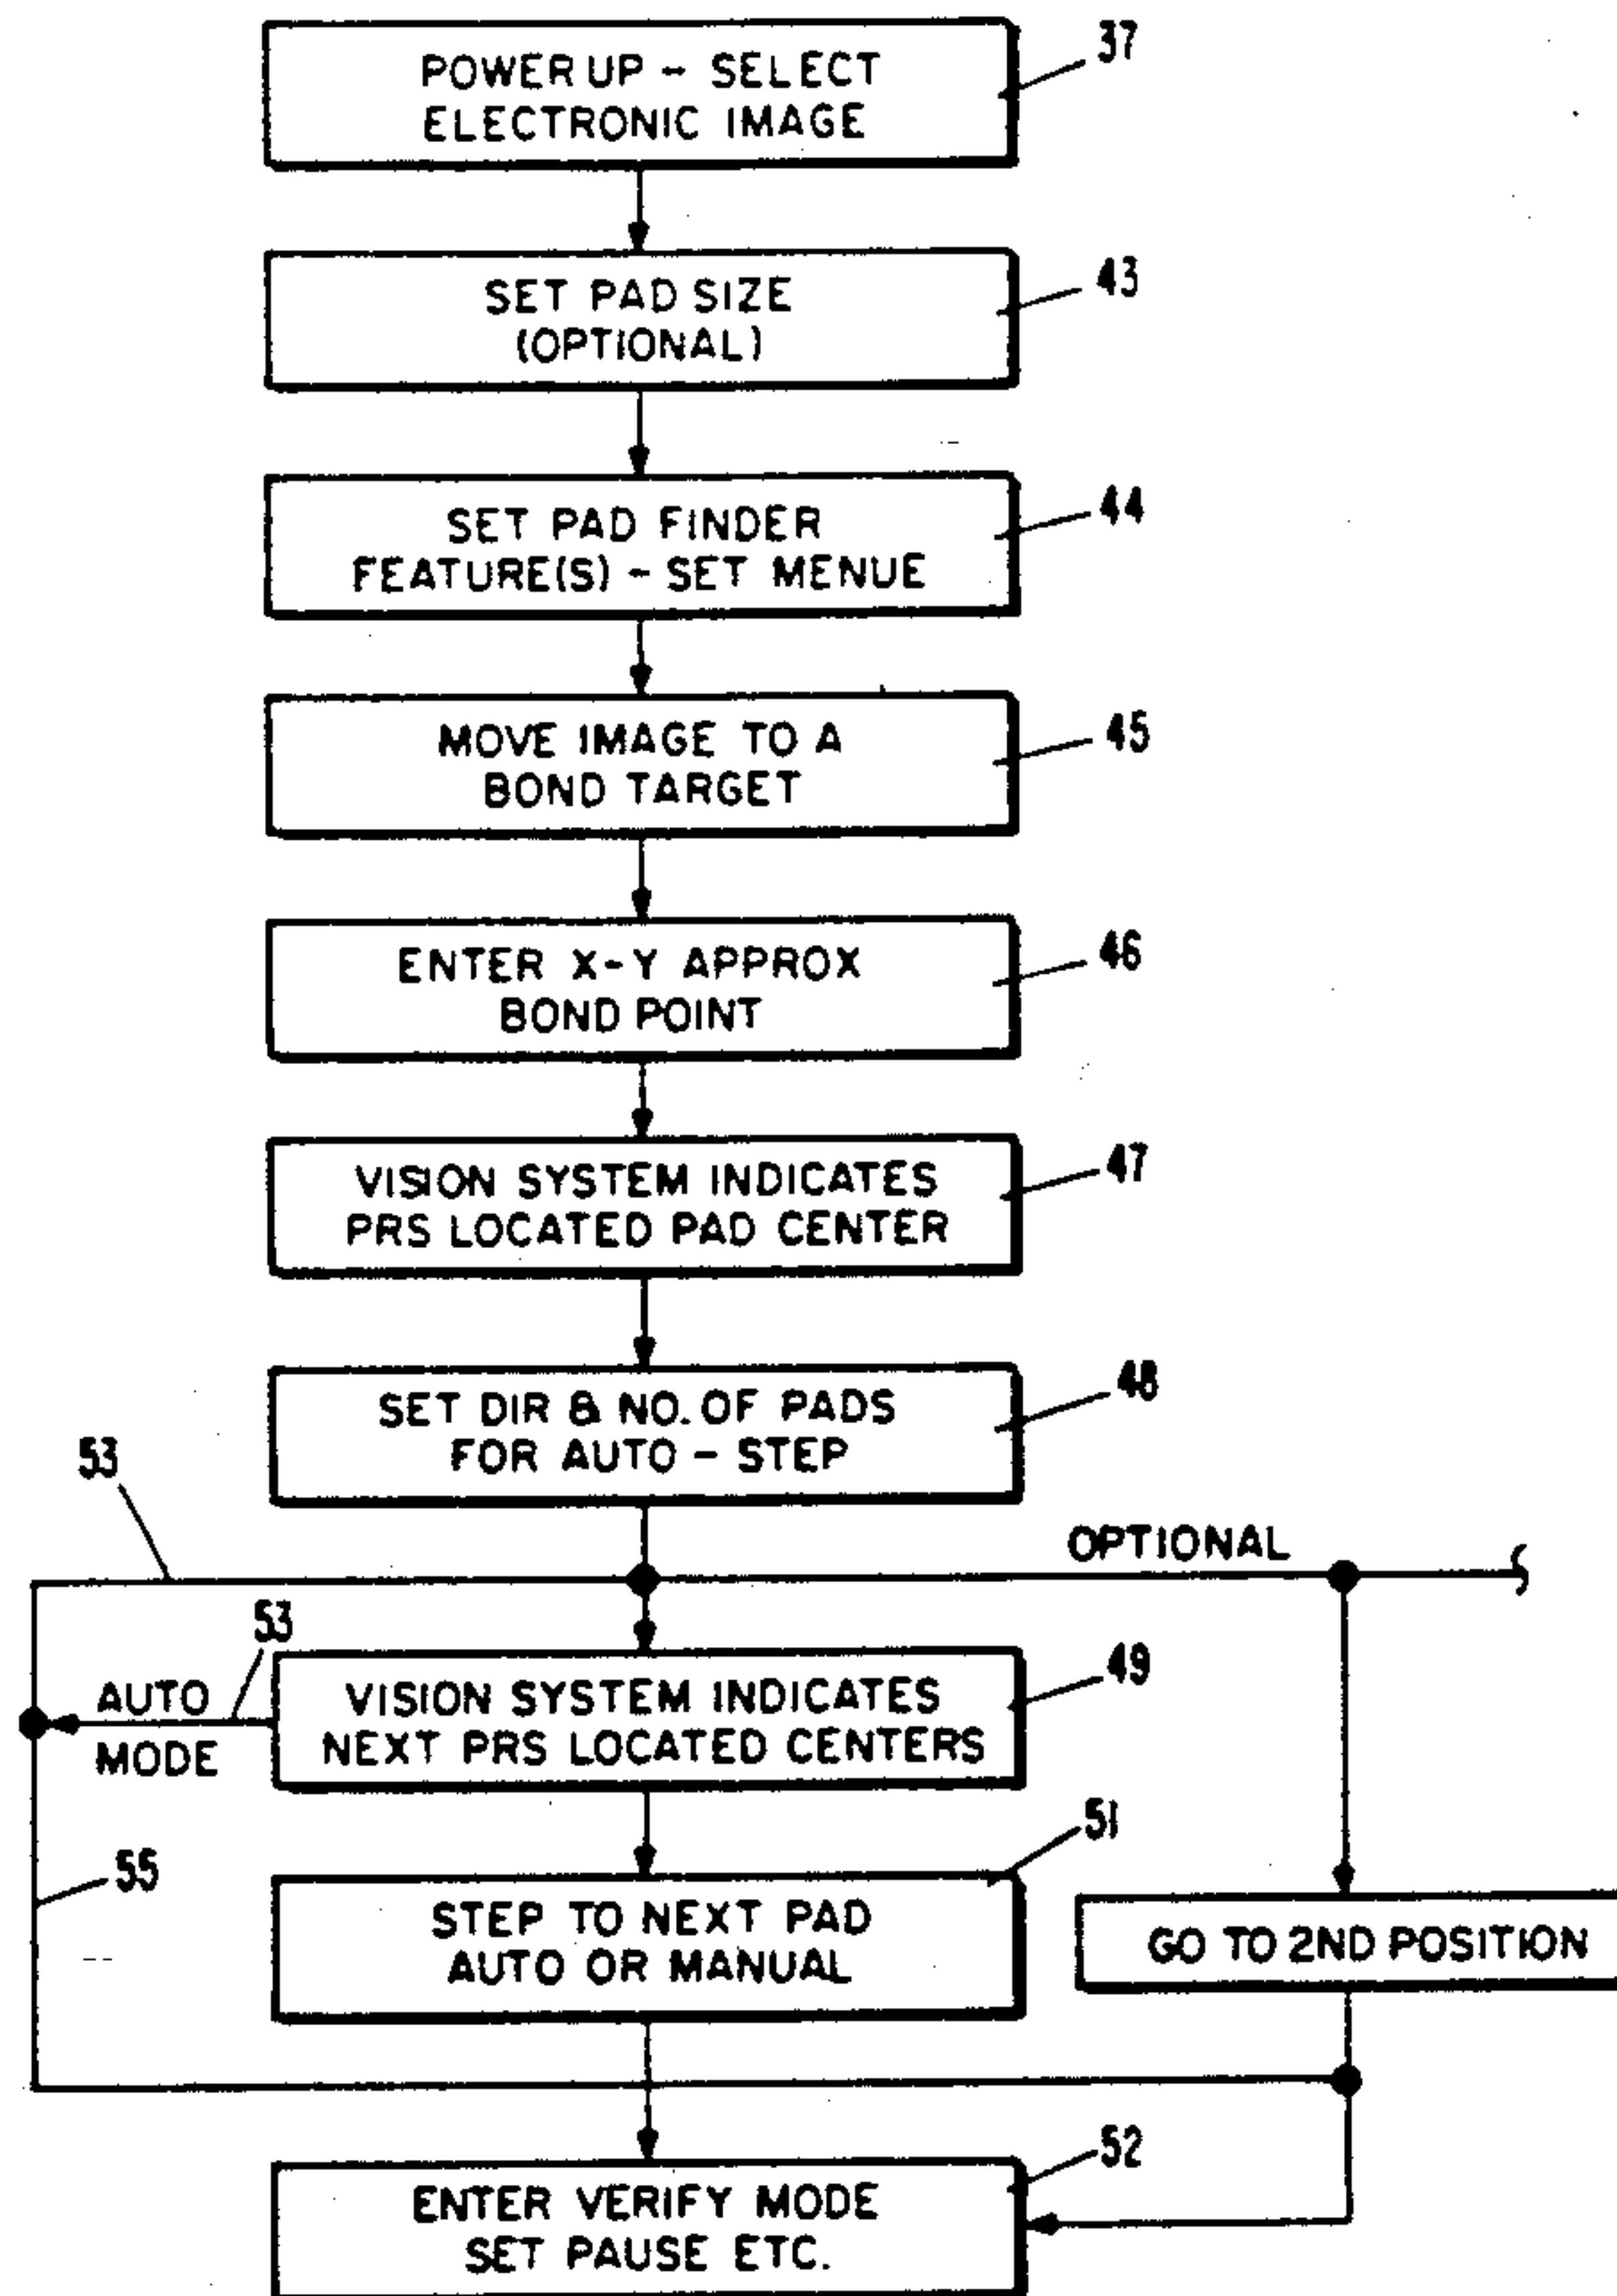 POWER UP - SELECT
ELECTRONIC IMAGE
37
SET PAD SIZE
(OPTIONAL)
43
SET PAD FINDER
FEATURE(S) - SET MENUE
44
MOVE IMAGE TO A
BOND TARGET
45
ENTER X-Y APPROX
BOND POINT
46
VISION SYSTEM INDICATES
PRS LOCATED PAD CENTER
47
SET DIR & NO. OF PADS
FOR AUTO - STEP
48
53
OPTIONAL
53
AUTO
MODE
VISION SYSTEM INDICATES
NEXT PRS LOCATED CENTERS
49
51
55
STEP TO NEXT PAD
AUTO OR MANUAL
GO TO 2ND POSITION
52
ENTER VERIFY MODE
SET PAUSE ETC.